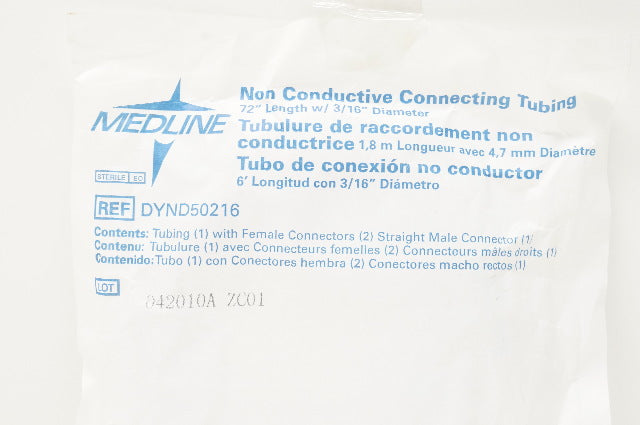 MEDLINE
Non Conductive Connecting Tubing
72" Length w/ 3/16" Diameter
Tubulure de raccordement non
conductrice 1,8 m Longueur avec 4,7 mm Diamètre
Tubo de conexión no conductor
6' Longitud con 3/16" Diámetro
STERILE EO
REF DYND50216
Contents: Tubing (1) with Female Connectors (2) Straight Male Connector (1)
Contenu: Tubulure (1) avec Connecteurs femelles (2) Connecteurs mâles droits (1)
Contenido: Tubo (1) con Conectores hembra (2) Conectores macho rectos (1)
LOT 042010A ZC01